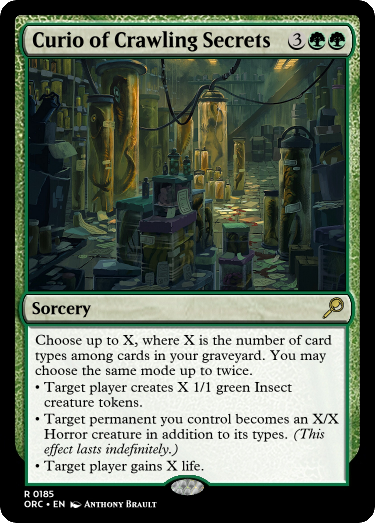 Curio of Crawling Secrets 3
Sorcery
Choose up to X, where X is the number of card
types among cards in your graveyard. You may
choose the same mode up to twice.
• Target player creates X 1/1 green Insect
creature tokens.
• Target permanent you control becomes an X/X
Horror creature in addition to its types. (This
effect lasts indefinitely.)
• Target player gains X life.
R 0185
ORC • EN Anthony Brault